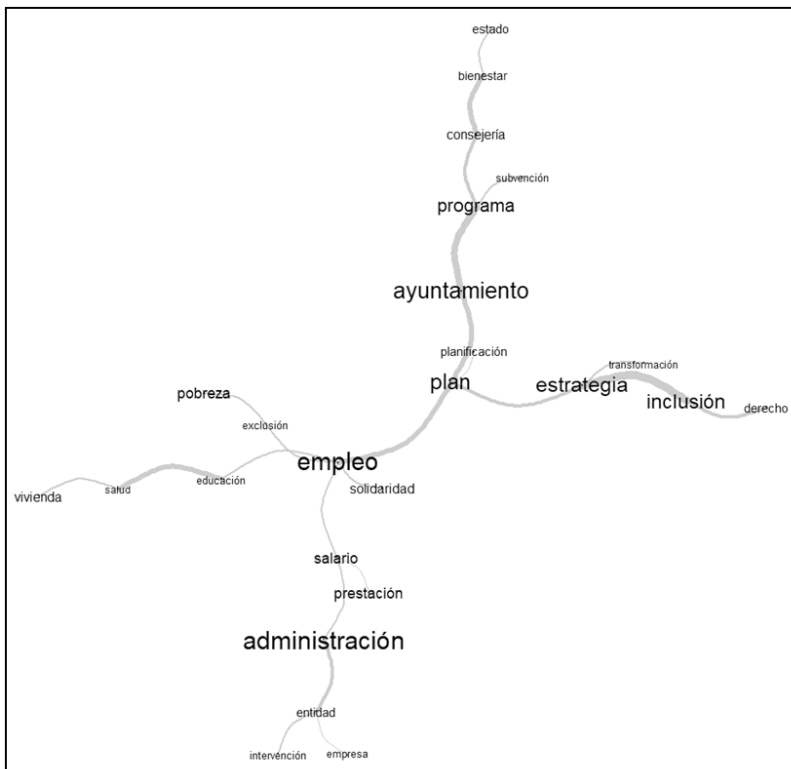 estado
bienestar
consejería
subvención
programa
ayuntamiento
planificación
transformación
plan
estrategia
inclusión
derecho
pobreza
exclusión
empleo
educación
salud
vivienda
solidaridad
salario
prestación
administración
entidad
intervención
empresa